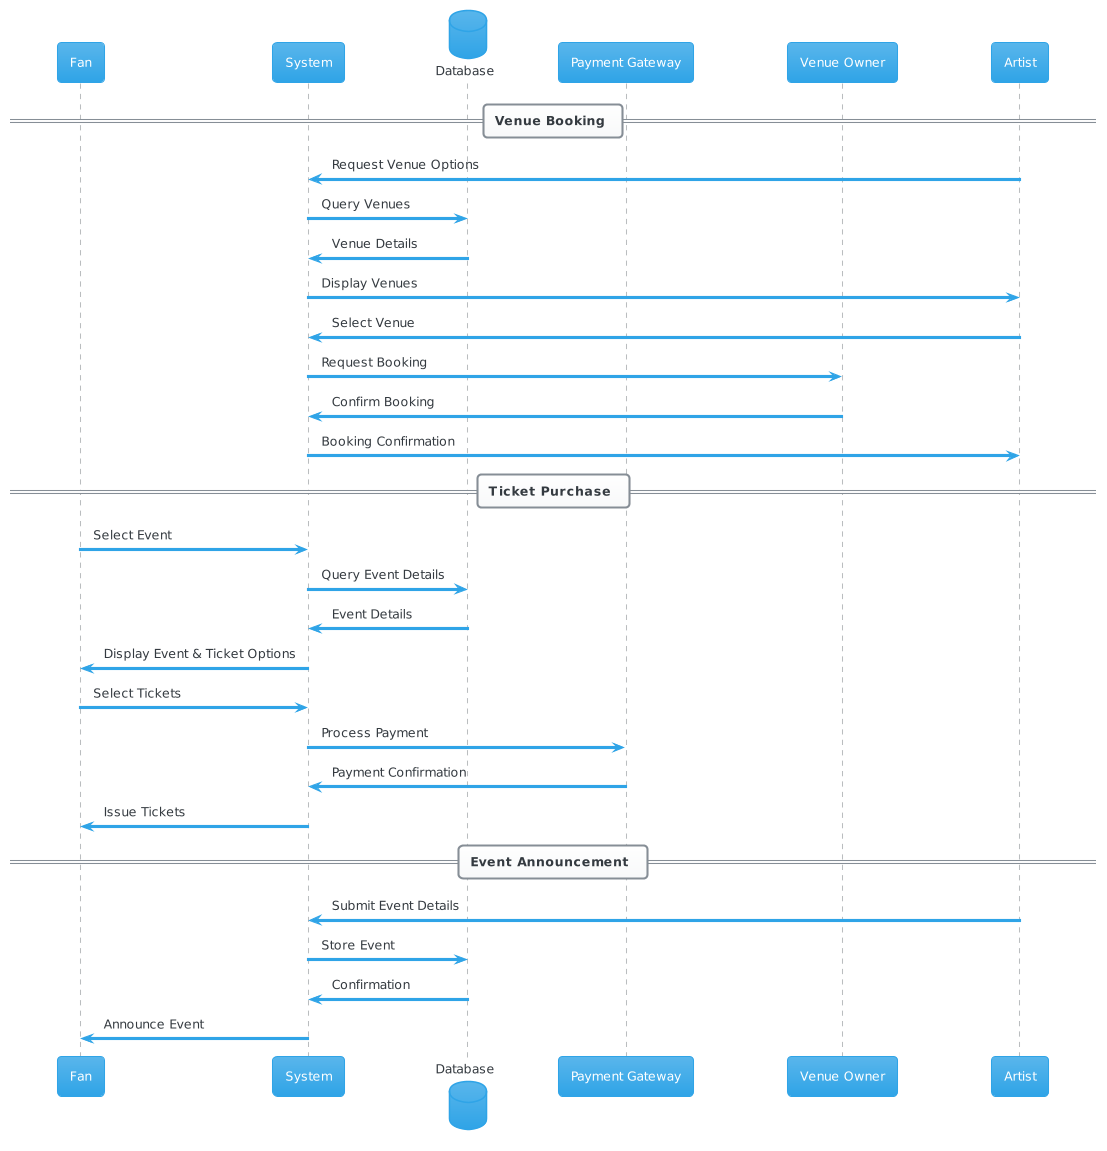 Fan
System
Database
Payment Gateway
Venue Owner
Artist
Venue Booking
Request Venue Options
Query Venues
Venue Details
Display Venues
Select Venue
Request Booking
Confirm Booking
Booking Confirmation
Ticket Purchase
Select Event
Query Event Details
Event Details
Display Event & Ticket Options
Select Tickets
Process Payment
Payment Confirmation
Issue Tickets
Event Announcement
Submit Event Details
Store Event
Confirmation
Announce Event
Fan
System
Database
Payment Gateway
Venue Owner
Artist